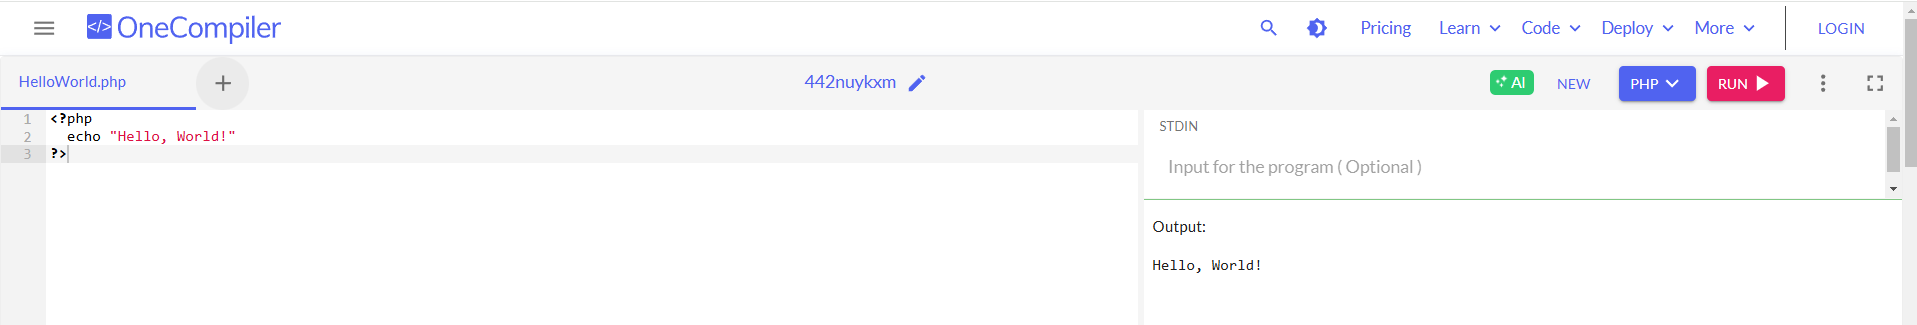 </> OneCompiler
Pricing Learn Code Deploy More LOGIN
HelloWorld.php + 442nuykxm AI NEW PHP RUN
1 <?php
2   echo "Hello, World!"
3 ?>
STDIN
Input for the program ( Optional )
Output:
Hello, World!